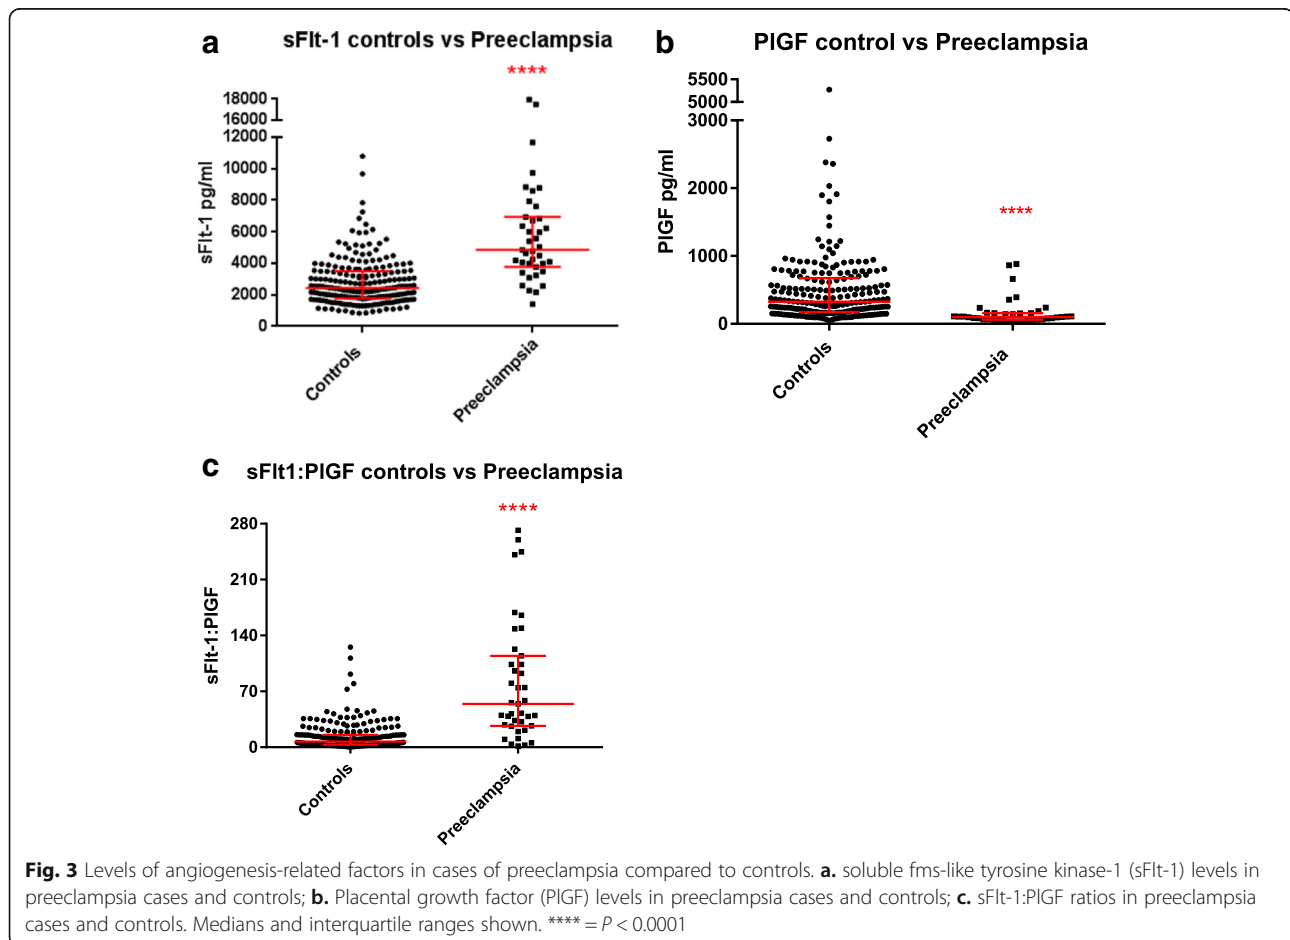 a
sFlt-1 controls vs Preeclampsia
****
18000
16000
12000
10000
8000
6000
4000
2000
0
sFlt-1 pg/ml
Controls
Preeclampsia
b
PlGF control vs Preeclampsia
5500
5000
3000
2000
1000
0
PlGF pg/ml
****
Controls
Preeclampsia
c
sFlt1:PlGF controls vs Preeclampsia
****
280
210
140
70
0
sFlt-1:PlGF
Controls
Preeclampsia
Fig. 3 Levels of angiogenesis-related factors in cases of preeclampsia compared to controls. a. soluble fms-like tyrosine kinase-1 (sFlt-1) levels in
preeclampsia cases and controls; b. Placental growth factor (PlGF) levels in preeclampsia cases and controls; c. sFlt-1:PlGF ratios in preeclampsia
cases and controls. Medians and interquartile ranges shown. **** = P < 0.0001